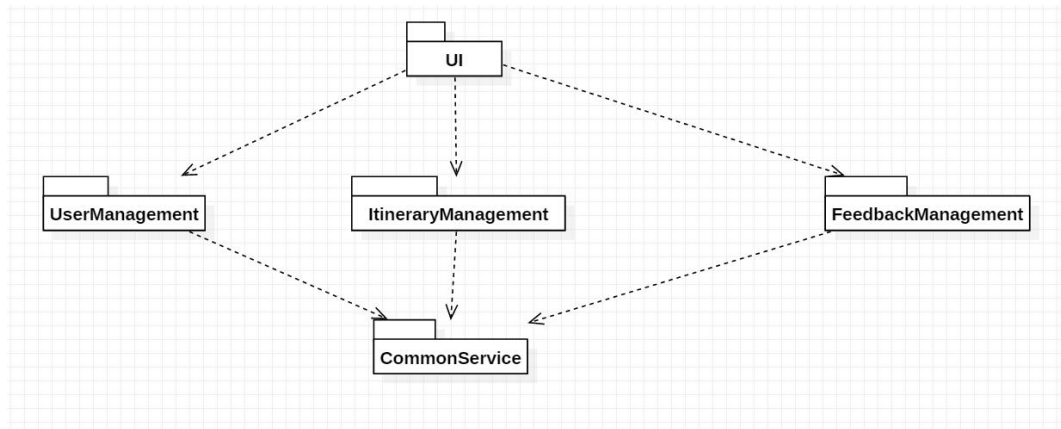 UI
UserManagement
ItineraryManagement
FeedbackManagement
CommonService